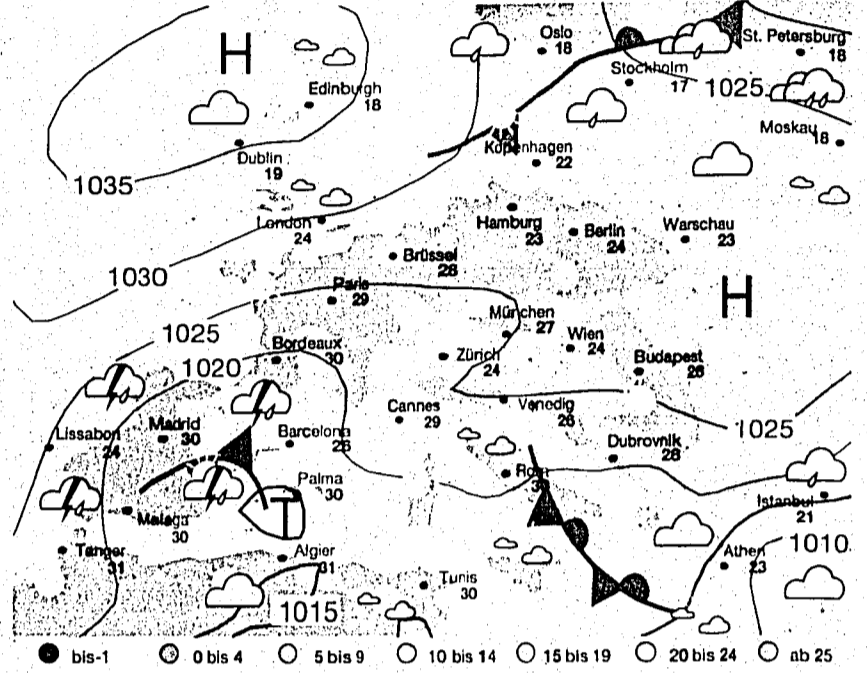 Oslo
18
St. Petersburg
18
H
Stockholm
17
1025
Edinburgh
18
Moskau
18
Kopenhagen
22
Dublin
19
1035
London
24
Hamburg
23
Berlin
24
Warschau
23
Brüssel
28
1030
Paris
29
H
München
27
1025
Wien
24
Bordeaux
30
Zürich
24
Budapest
26
1020
Cannes
29
Venedig
26
Madrid
30
Lissabon
24
Barcelona
26
1025
Dubrovnik
28
Rom
30
Palma
30
T
Istanbul
21
Malaga
30
1010
Tanger
31
Algier
31
Athen
23
Tunis
30
1015
bis-1 0 bis 4 5 bis 9 10 bis 14 15 bis 19 20 bis 24 ab 25